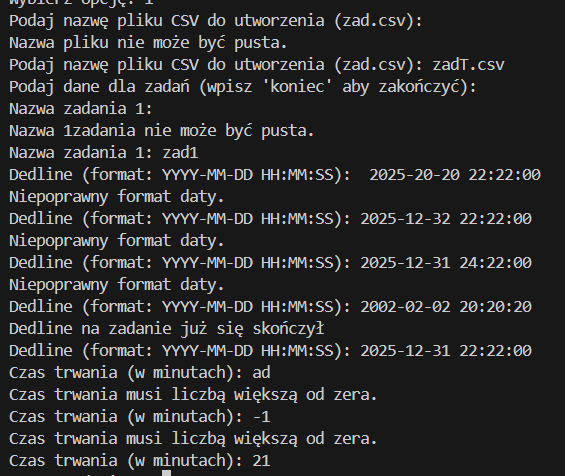 Wybierz opcję: 1
Podaj nazwę pliku CSV do utworzenia (zad.csv):
Nazwa pliku nie może być pusta.
Podaj nazwę pliku CSV do utworzenia (zad.csv): zadT.csv
Podaj dane dla zadań (wpisz 'koniec' aby zakończyć):
Nazwa zadania 1:
Nazwa 1zadania nie może być pusta.
Nazwa zadania 1: zad1
Dedline (format: YYYY-MM-DD HH:MM:SS):  2025-20-20 22:22:00
Niepoprawny format daty.
Dedline (format: YYYY-MM-DD HH:MM:SS): 2025-12-32 22:22:00
Niepoprawny format daty.
Dedline (format: YYYY-MM-DD HH:MM:SS): 2025-12-31 24:22:00
Niepoprawny format daty.
Dedline (format: YYYY-MM-DD HH:MM:SS): 2002-02-02 20:20:20
Dedline na zadanie już się skończył
Dedline (format: YYYY-MM-DD HH:MM:SS): 2025-12-31 22:22:00
Czas trwania (w minutach): ad
Czas trwania musi liczbą większą od zera.
Czas trwania (w minutach): -1
Czas trwania musi liczbą większą od zera.
Czas trwania (w minutach): 21